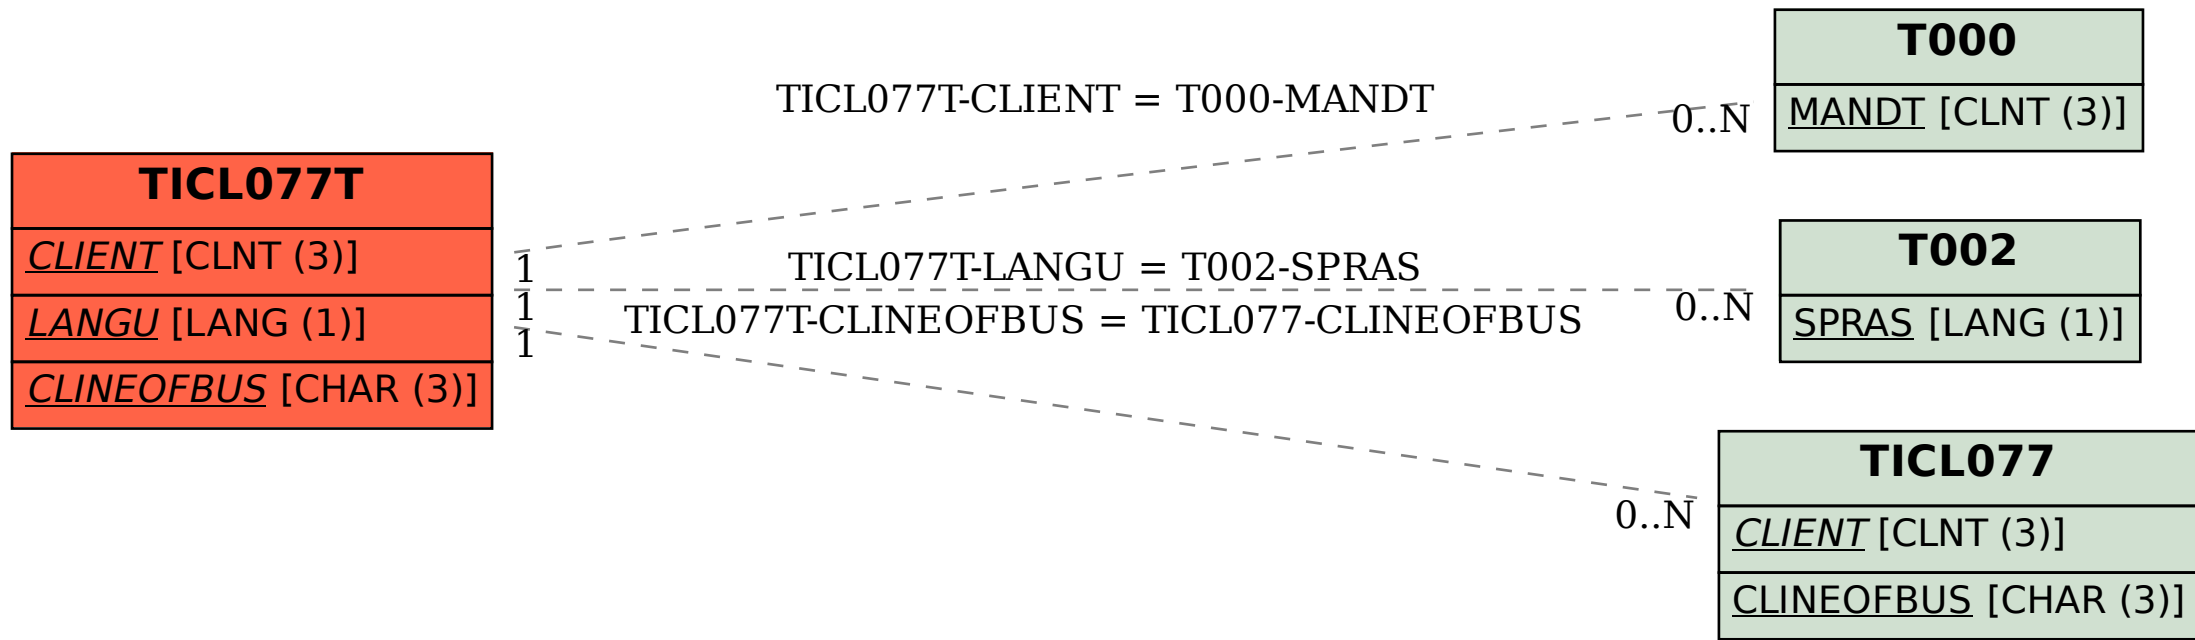 TICL077T
CLIENT [CLNT (3)]
LANGU [LANG (1)]
CLINEOFBUS [CHAR (3)]
TICL077T-CLIENT = T000-MANDT
1
0..N
TICL077T-LANGU = T002-SPRAS
1
0..N
TICL077T-CLINEOFBUS = TICL077-CLINEOFBUS
1
0..N
T000
MANDT [CLNT (3)]
T002
SPRAS [LANG (1)]
TICL077
CLIENT [CLNT (3)]
CLINEOFBUS [CHAR (3)]